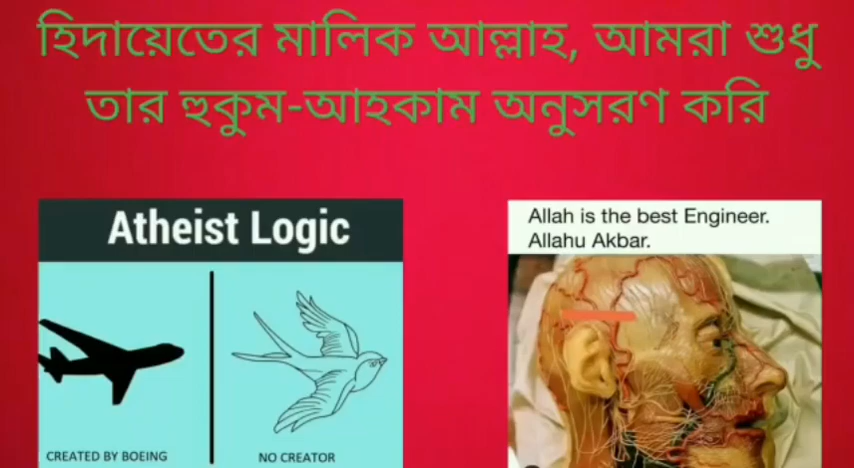 হিদায়েতের মালিক আল্লাহ, আমরা শুধু
তার হুকুম-আহকাম অনুসরণ করি
Atheist Logic
CREATED BY BOEING
NO CREATOR
Allah is the best Engineer.
Allahu Akbar.